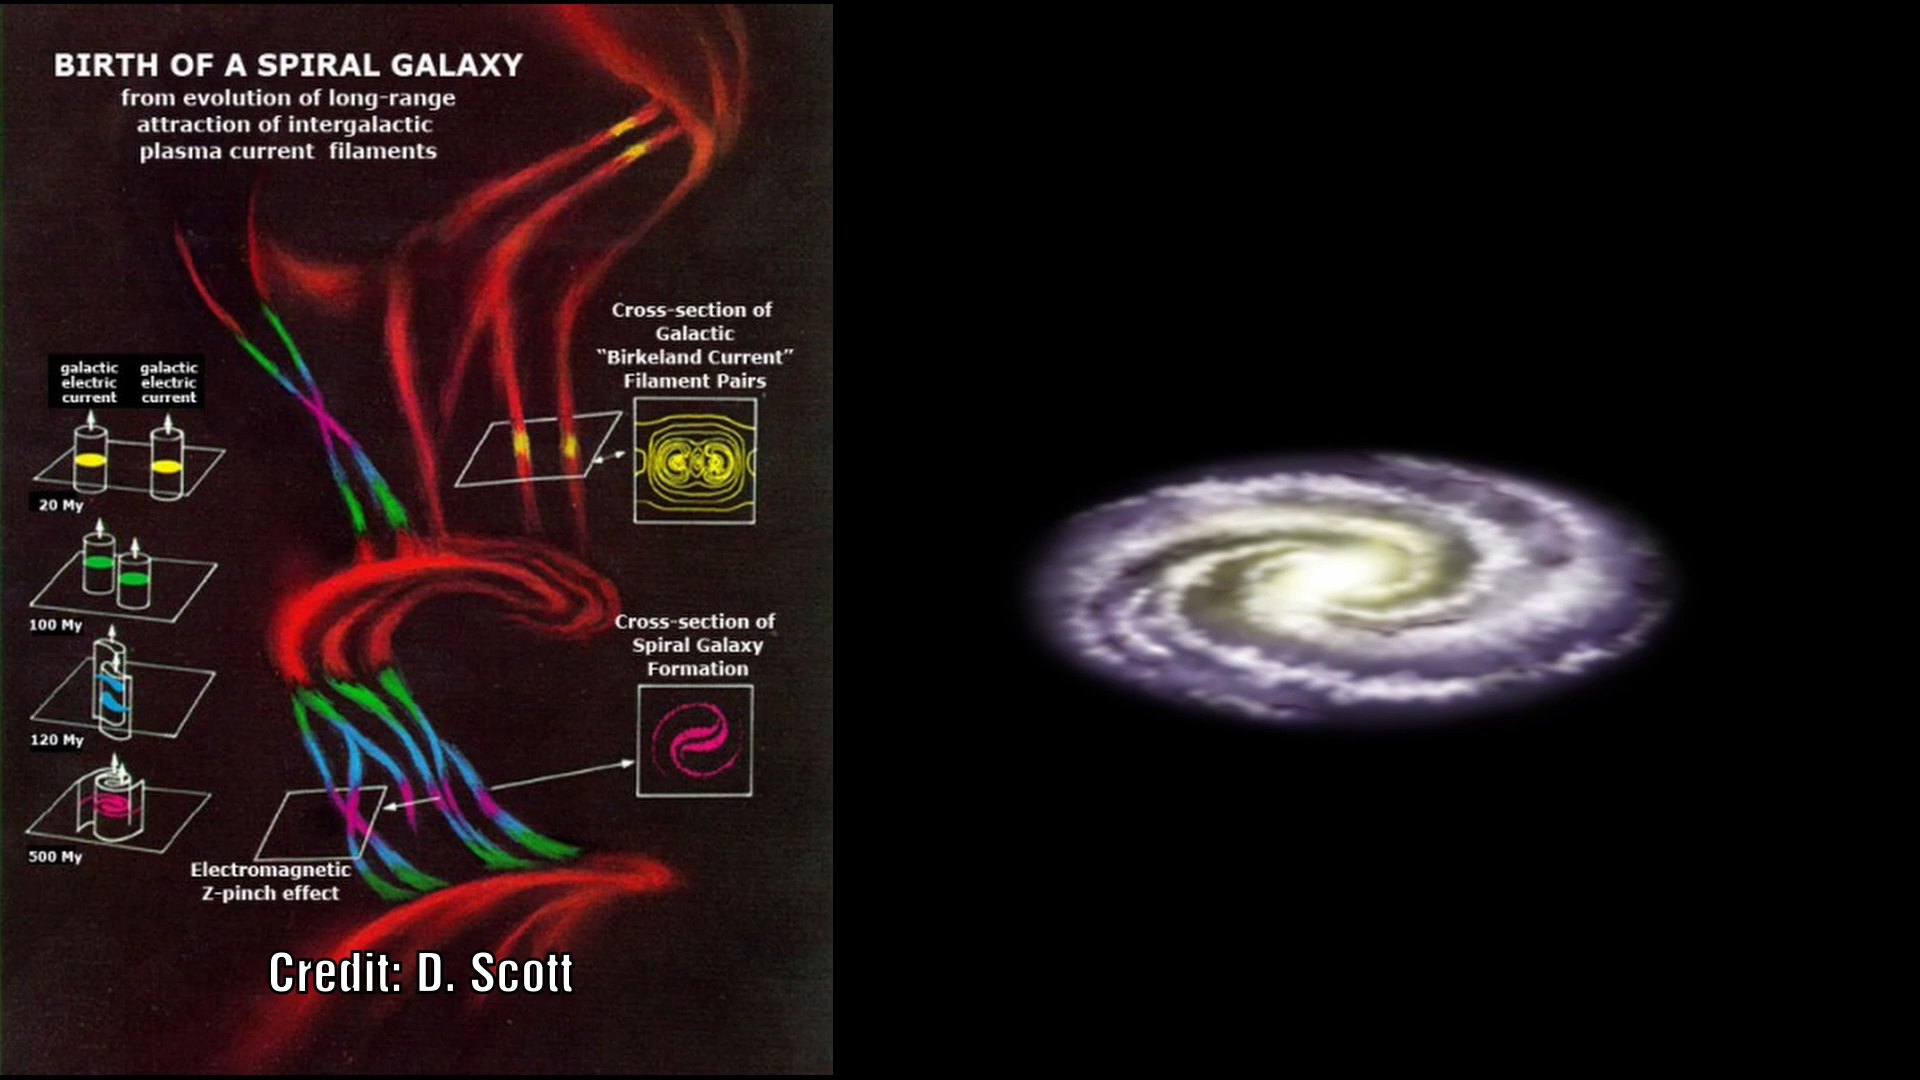 BIRTH OF A SPIRAL GALAXY
from evolution of long-range
attraction of intergalactic
plasma current filaments
Cross-section of
Galactic
“Birkeland Current”
Filament Pairs
galactic
electric
current
galactic
electric
current
20 My
100 My
120 My
500 My
Cross-section of
Spiral Galaxy
Formation
Electromagnetic
Z-pinch effect
Credit: D. Scott